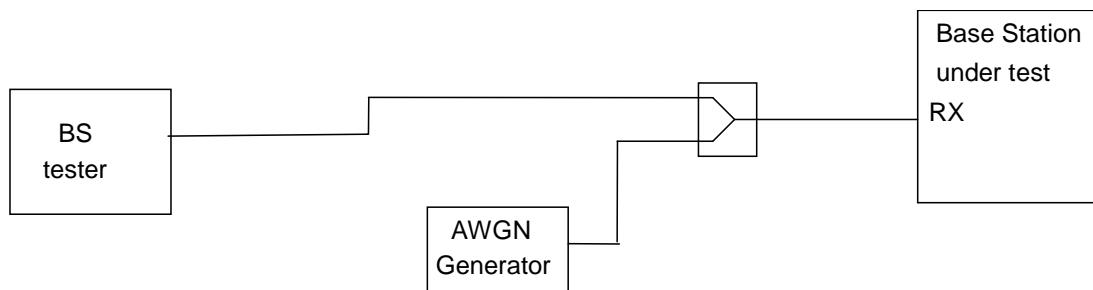 BS
tester
AWGN
Generator
Base Station
under test
RX